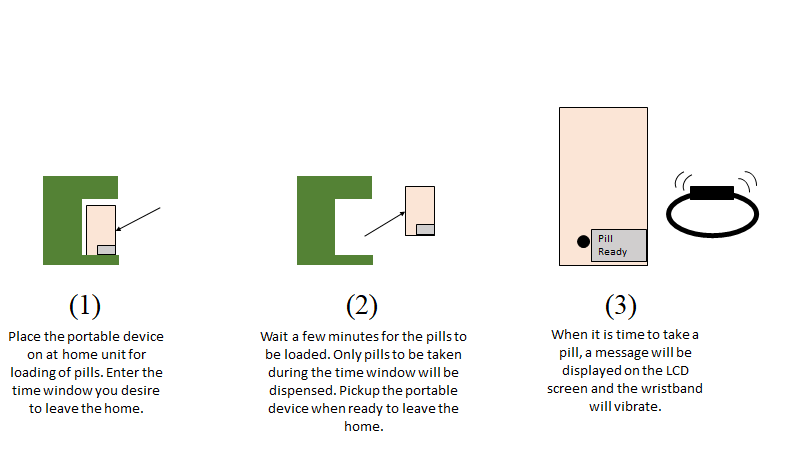 Pill
Ready
(1)
(2)
(3)
Place the portable device
on at home unit for
loading of pills. Enter the
time window you desire
to leave the home.
Wait a few minutes for the pills to
be loaded. Only pills to be taken
during the time window will be
dispensed. Pickup the portable
device when ready to leave the
home.
When it is time to take a
pill, a message will be
displayed on the LCD
screen and the wristband
will vibrate.